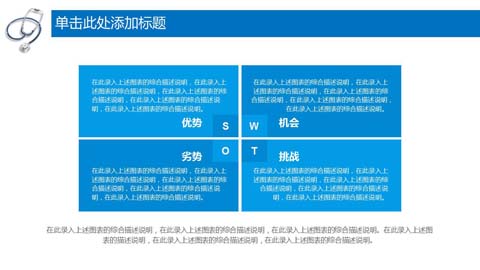 单击此处添加标题
在此录入上述图表的综合描述说明，在此录入上
述图表的综合描述说明，在此录入上述图表的综
合描述说明，在此录入上述图表的综合描述说
明，在此录入上述图表的综合描述说明。
优势
在此录入上述图表的综合描述说明，在此录入上
述图表的综合描述说明，在此录入上述图表的综
合描述说明，在此录入上述图表的综合描述说明，
在此录入上述图表的综合描述说明。
机会
S
W
O
T
劣势
在此录入上述图表的综合描述说明，在此录入上
述图表的综合描述说明，在此录入上述图表的综
合描述说明，在此录入上述图表的综合描述说
明，在此录入上述图表的综合描述说明。
挑战
在此录入上述图表的综合描述说明，在此录入上
述图表的综合描述说明，在此录入上述图表的综
合描述说明，在此录入上述图表的综合描述说
明，在此录入上述图表的综合描述说明。
在此录入上述图表的综合描述说明，在此录入上述图表的综合描述说明，在此录入上述图表的综合描述说明。在此录入上述图
表的描述说明，在此录入上述图表的综合描述说明，在此录入上述图表的综合描述说明。